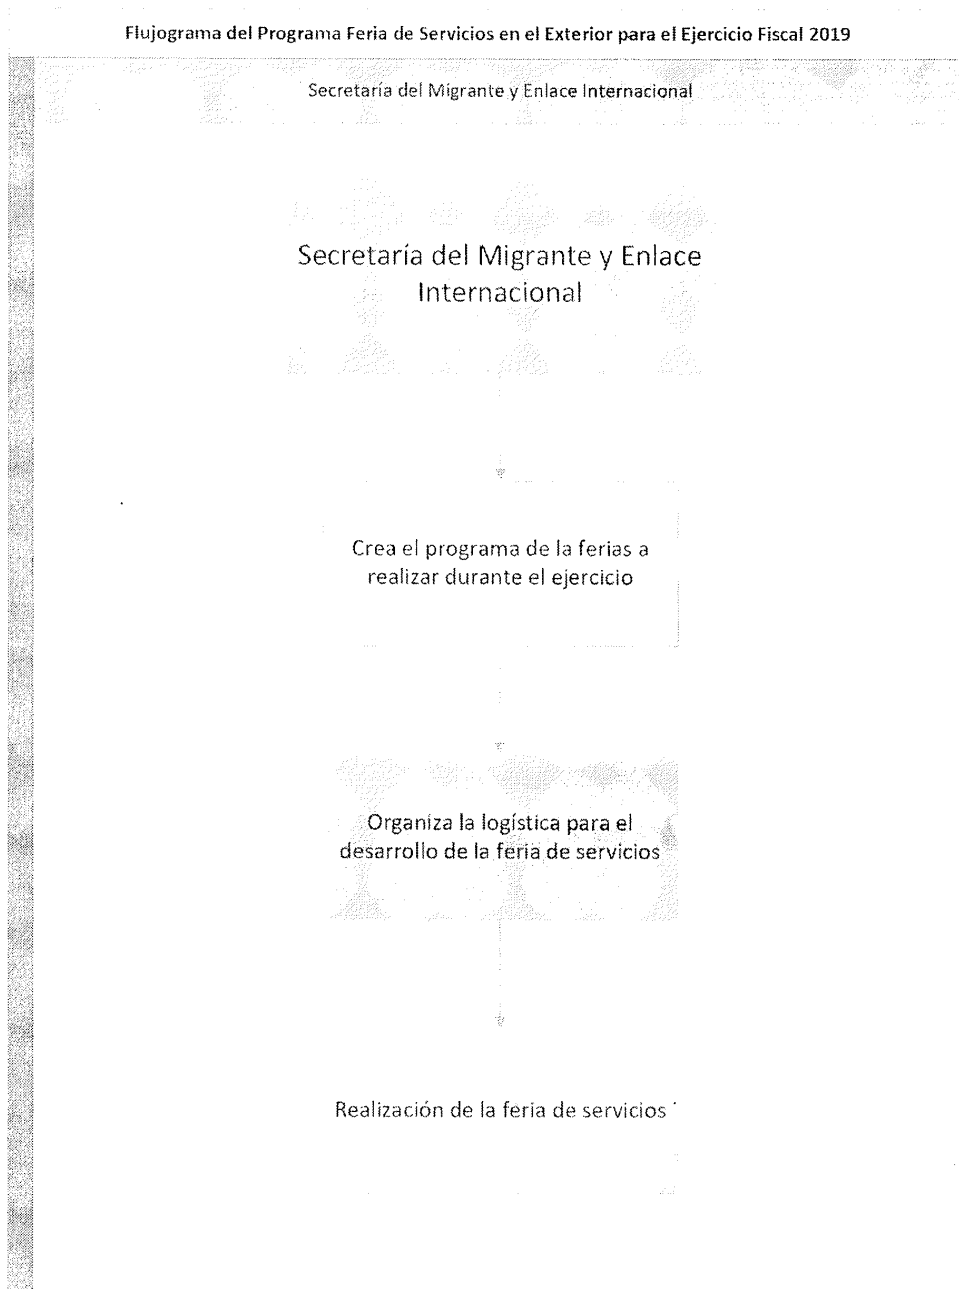 Flujograma del Programa Feria de Servicios en el Exterior para el Ejercicio Fiscal 2019
Secretaría del Migrante y Enlace Internacional
Secretaría del Migrante y Enlace
Internacional
Crea el programa de la ferias a
realizar durante el ejercicio
Organiza la logística para el
desarrollo de la feria de servicios
Realización de la feria de servicios